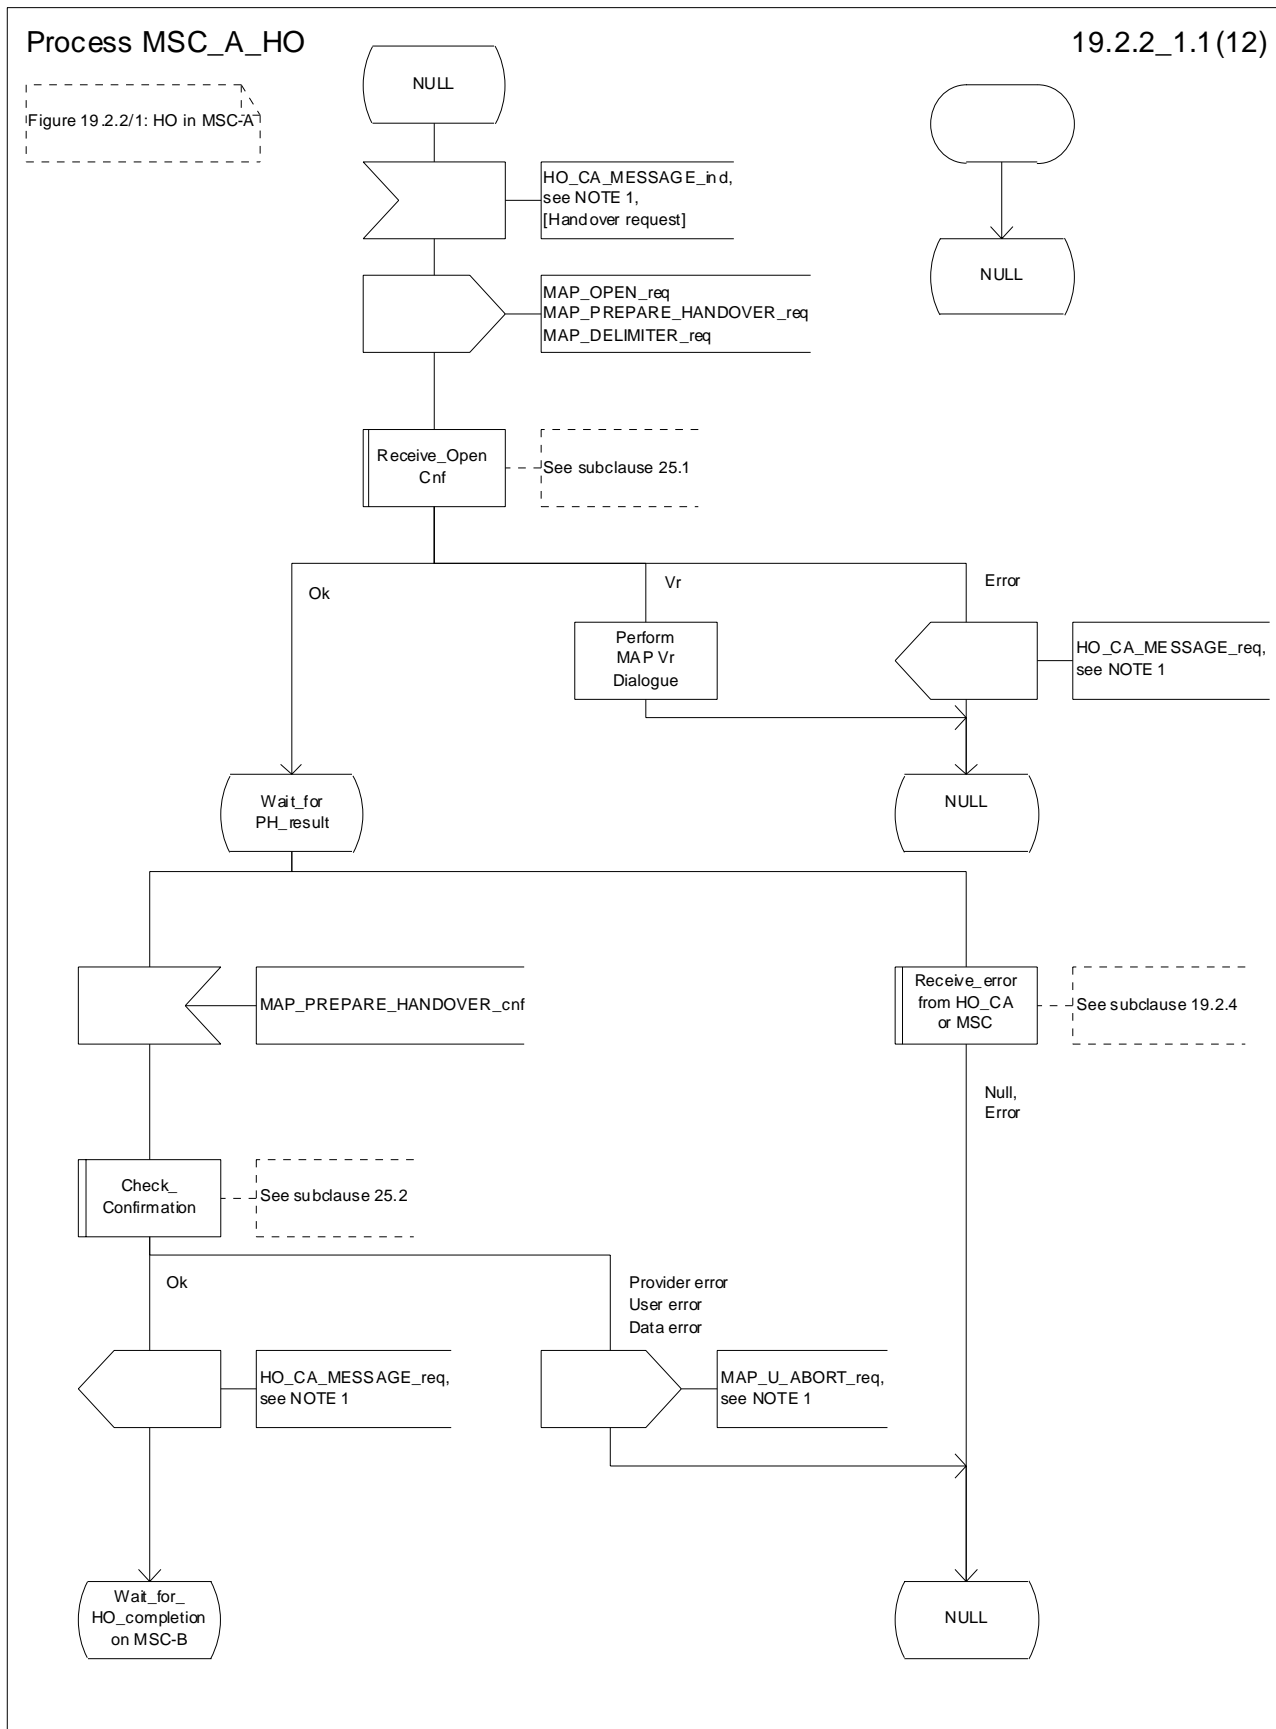 Process MSC_A_HO
19.2.2_1.1(12)
Figure 19.2.2/1: HO in MSC-A
NULL
HO_CA_MESSAGE_ind,
see NOTE 1,
[Handover request]
NULL
MAP_OPEN_req
MAP_PREPARE_HANDOVER_req
MAP_DELIMITER_req
Receive_Open
Cnf
See subclause 25.1
Ok
Vr
Error
Perform
MAP Vr
Dialogue
HO_CA_MESSAGE_req,
see NOTE 1
Wait_for
PH_result
NULL
MAP_PREPARE_HANDOVER_cnf
Receive_error
from HO_CA
or MSC
See subclause 19.2.4
Null,
Error
Check_
Confirmation
See subclause 25.2
Ok
Provider error
User error
Data error
HO_CA_MESSAGE_req,
see NOTE 1
MAP_U_ABORT_req,
see NOTE 1
Wait_for_
HO_completion
on MSC-B
NULL